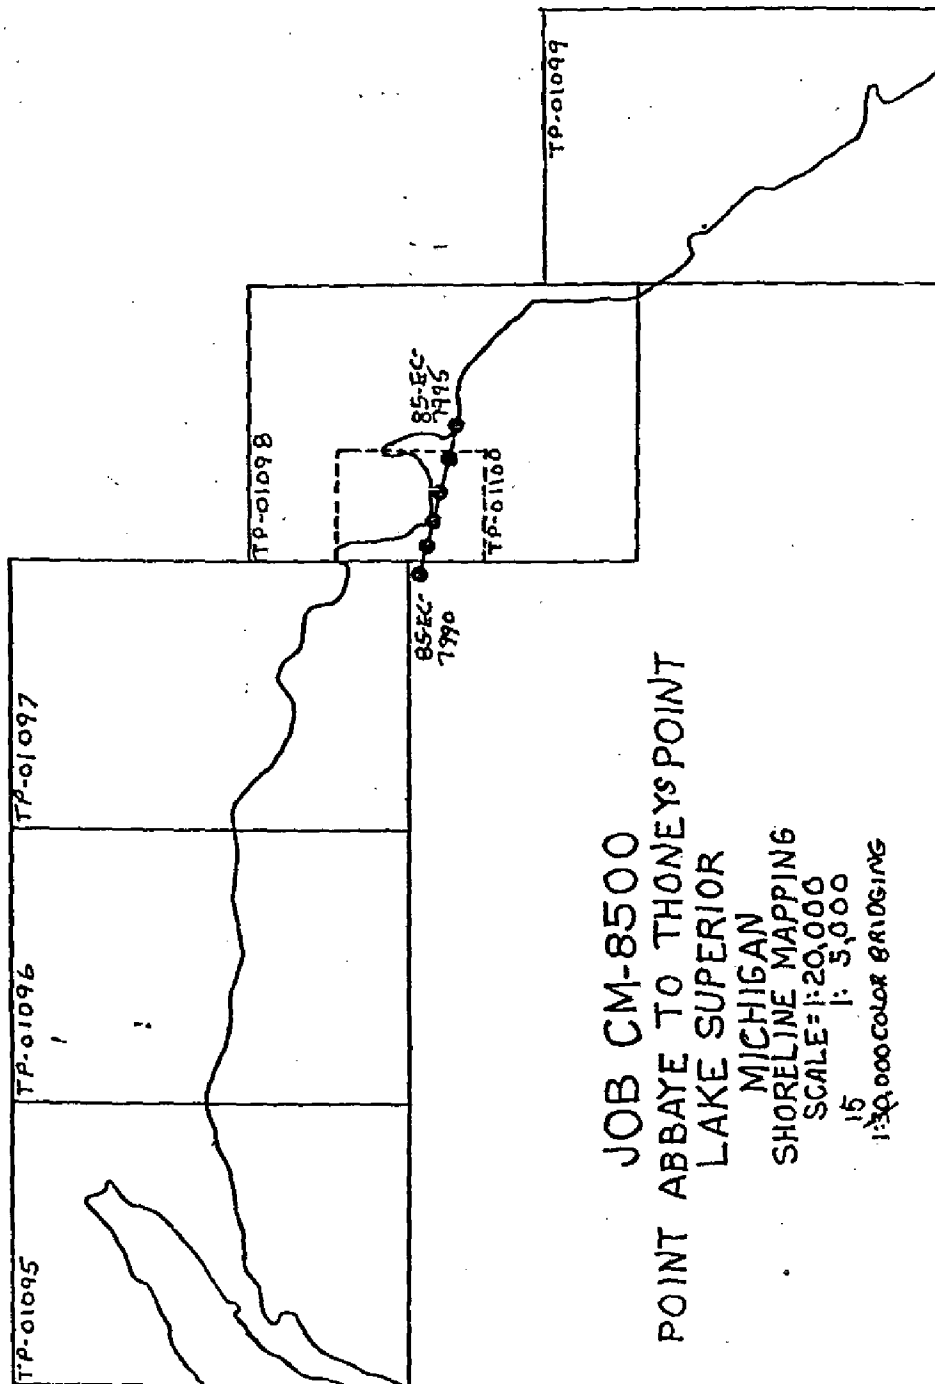 TP-01095
TP-01096
TP-01097
TP-01098
TP-01099
TP-01100
85-EC-
7990
85-EC-
7995
JOB CM-8500
POINT ABBAYE TO THONEYS POINT
LAKE SUPERIOR
MICHIGAN
SHORELINE MAPPING
SCALE=1:20,000
1: 5,000
15
1:30,000 COLOR BRIDGING